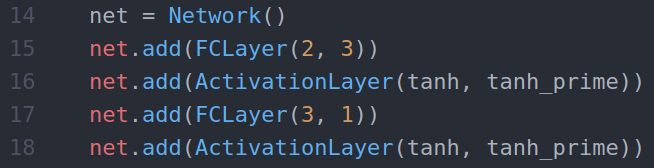 14 net = Network()
15 net.add(FCLayer(2, 3))
16 net.add(ActivationLayer(tanh, tanh_prime))
17 net.add(FCLayer(3, 1))
18 net.add(ActivationLayer(tanh, tanh_prime))